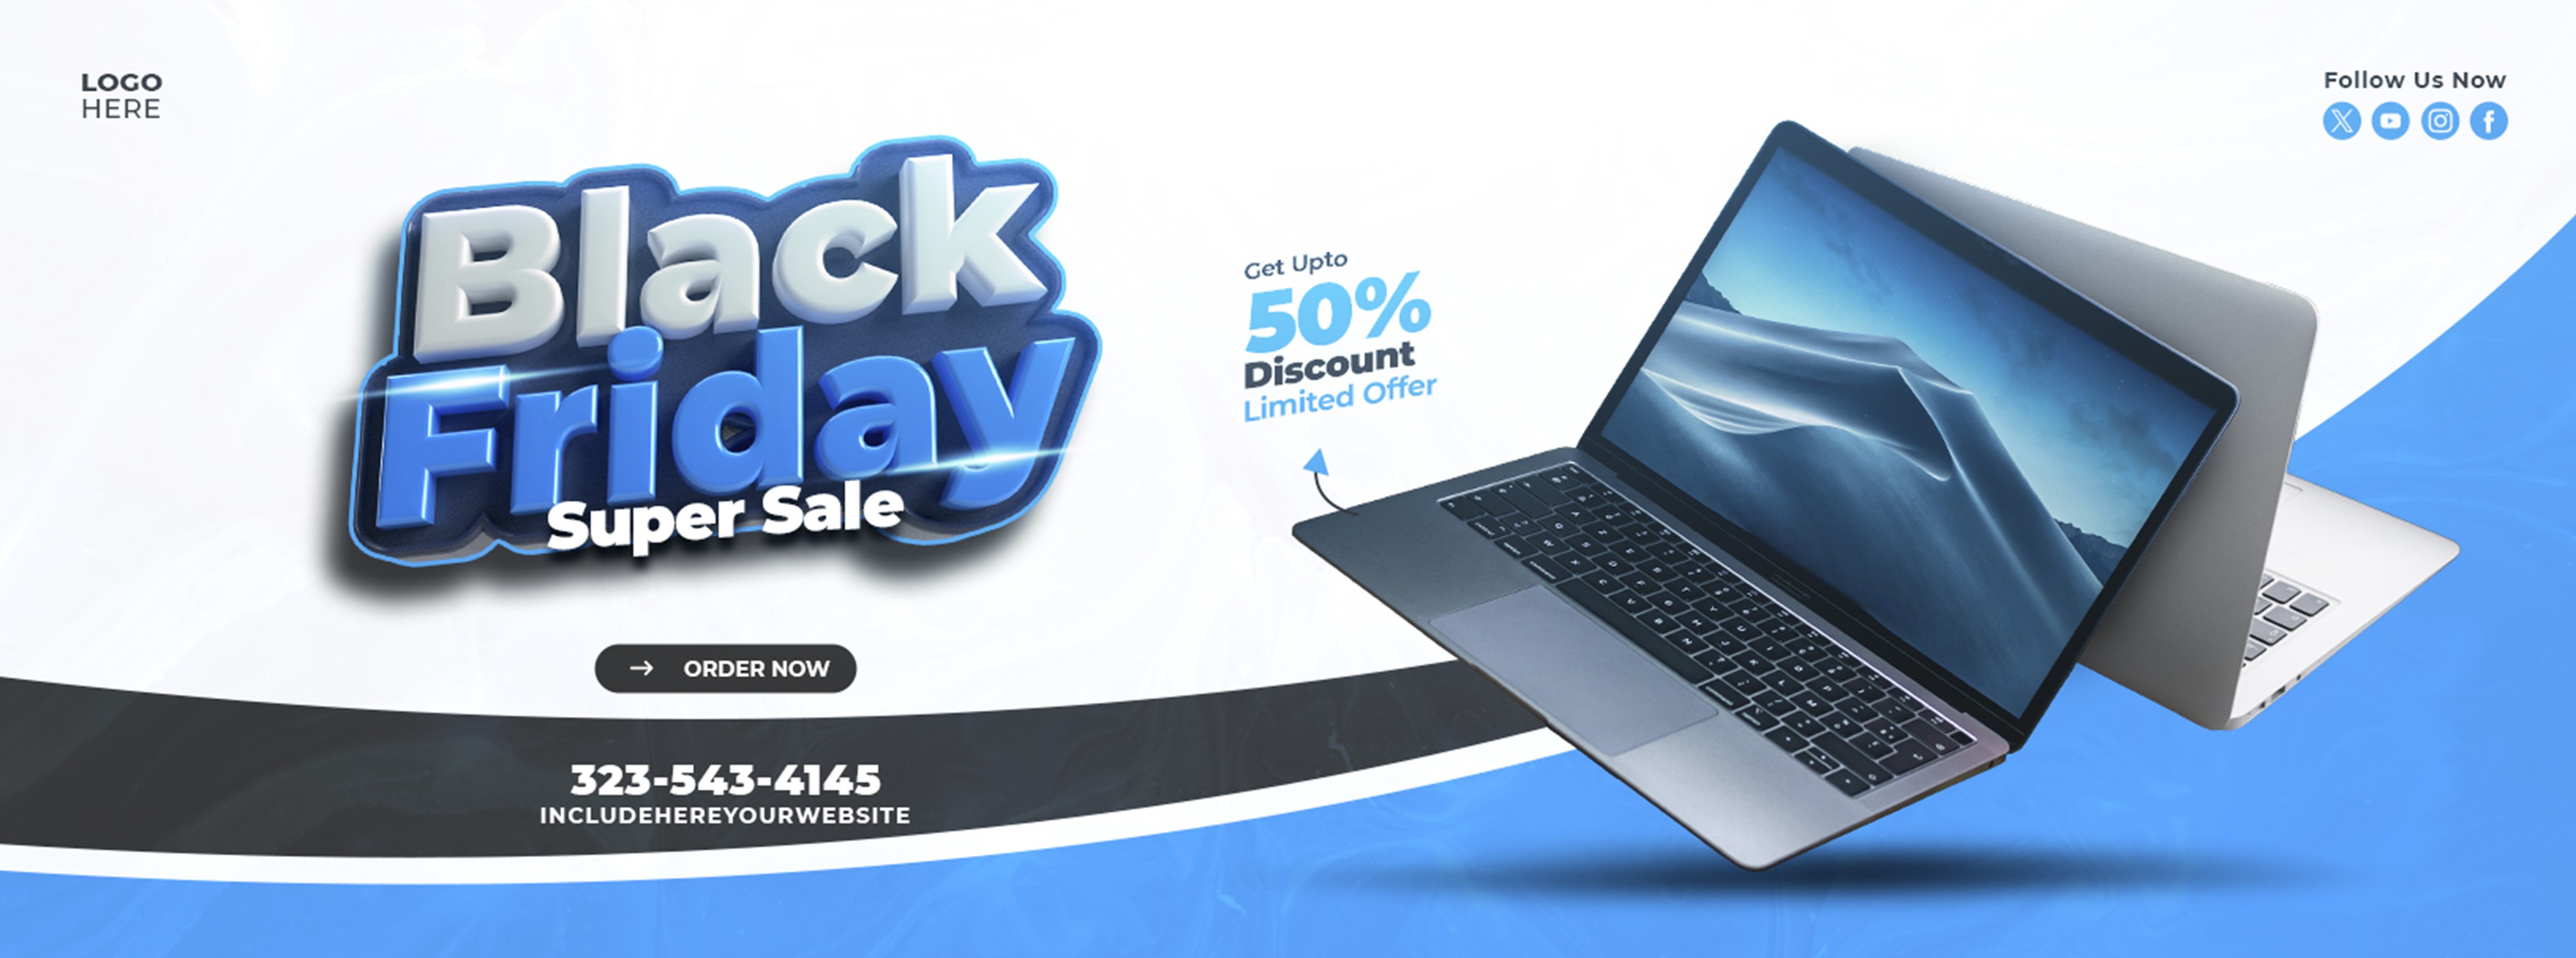 LOGO
HERE
Follow Us Now
Black
Friday
Super Sale
Get Upto
50%
Discount
Limited Offer
ORDER NOW
323-543-4145
INCLUDEHEREYOURWEBSITE